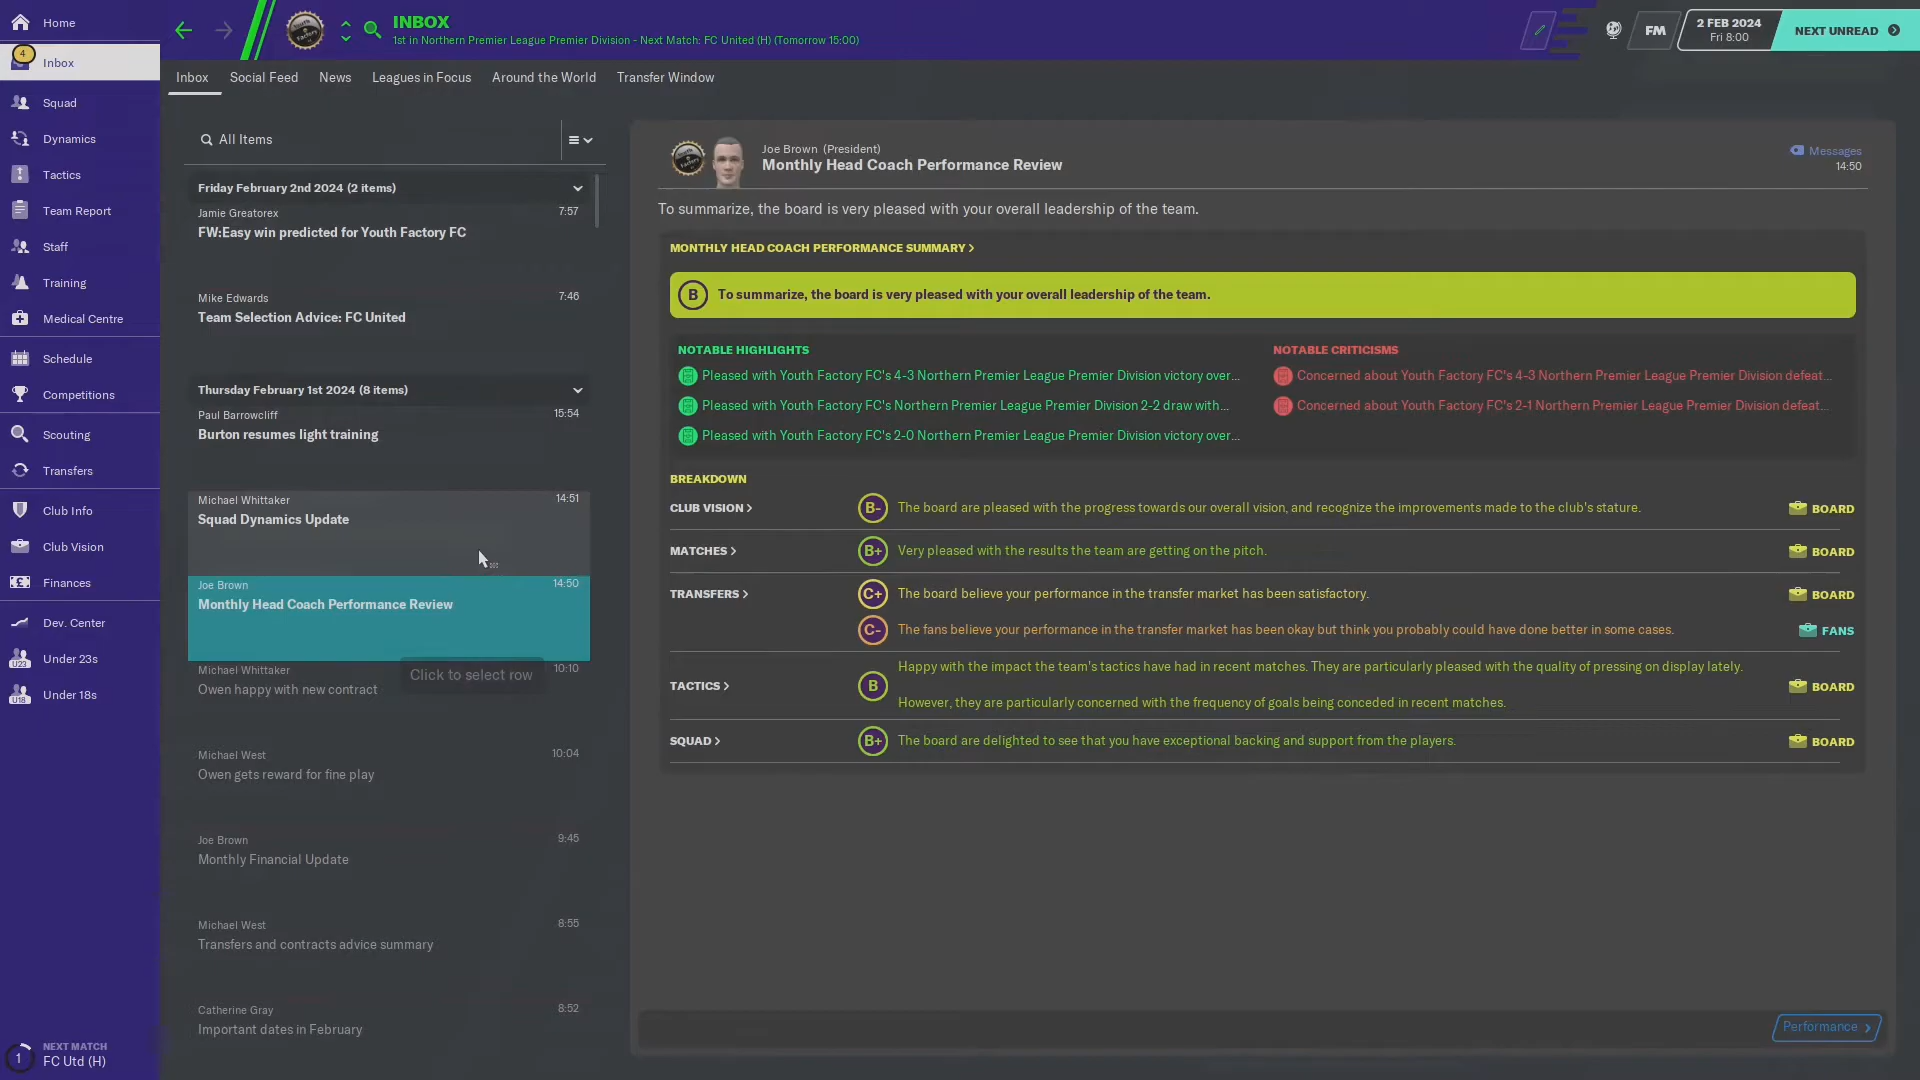 Home
4
Inbox
Squad
Dynamics
Tactics
Team Report
Staff
Training
Medical Centre
Schedule
Competitions
Scouting
Transfers
Club Info
Club Vision
Finances
Dev. Center
U23
Under 23s
U18
Under 18s
1
NEXT MATCH
FC Utd (H)
INBOX
1st in Northern Premier League Premier Division - Next Match: FC United (H) (Tomorrow 15:00)
FM
2 FEB 2024
Fri 8:00
NEXT UNREAD
Inbox
Social Feed
News
Leagues in Focus
Around the World
Transfer Window
All Items
Friday February 2nd 2024 (2 items)
Jamie Greatorex 7:57
FW:Easy win predicted for Youth Factory FC
Mike Edwards 7:46
Team Selection Advice: FC United
Thursday February 1st 2024 (8 items)
Paul Barrowcliff 15:54
Burton resumes light training
Michael Whittaker 14:51
Squad Dynamics Update
Joe Brown 14:50
Monthly Head Coach Performance Review
Michael Whittaker 10:10
Owen happy with new contract
Click to select row
Michael West 10:04
Owen gets reward for fine play
Joe Brown 9:45
Monthly Financial Update
Michael West 8:55
Transfers and contracts advice summary
Catherine Gray 8:52
Important dates in February
Joe Brown (President)
Monthly Head Coach Performance Review
Messages
14:50
To summarize, the board is very pleased with your overall leadership of the team.
MONTHLY HEAD COACH PERFORMANCE SUMMARY >
B To summarize, the board is very pleased with your overall leadership of the team.
NOTABLE HIGHLIGHTS
Pleased with Youth Factory FC's 4-3 Northern Premier League Premier Division victory over...
Pleased with Youth Factory FC's Northern Premier League Premier Division 2-2 draw with...
Pleased with Youth Factory FC's 2-0 Northern Premier League Premier Division victory over...
NOTABLE CRITICISMS
Concerned about Youth Factory FC's 4-3 Northern Premier League Premier Division defeat...
Concerned about Youth Factory FC's 2-1 Northern Premier League Premier Division defeat...
BREAKDOWN
CLUB VISION > B- The board are pleased with the progress towards our overall vision, and recognize the improvements made to the club's stature. BOARD
MATCHES > B+ Very pleased with the results the team are getting on the pitch. BOARD
TRANSFERS > C+ The board believe your performance in the transfer market has been satisfactory. BOARD
C- The fans believe your performance in the transfer market has been okay but think you probably could have done better in some cases. FANS
Happy with the impact the team's tactics have had in recent matches. They are particularly pleased with the quality of pressing on display lately.
TACTICS > B BOARD
However, they are particularly concerned with the frequency of goals being conceded in recent matches.
SQUAD > B+ The board are delighted to see that you have exceptional backing and support from the players. BOARD
Performance >